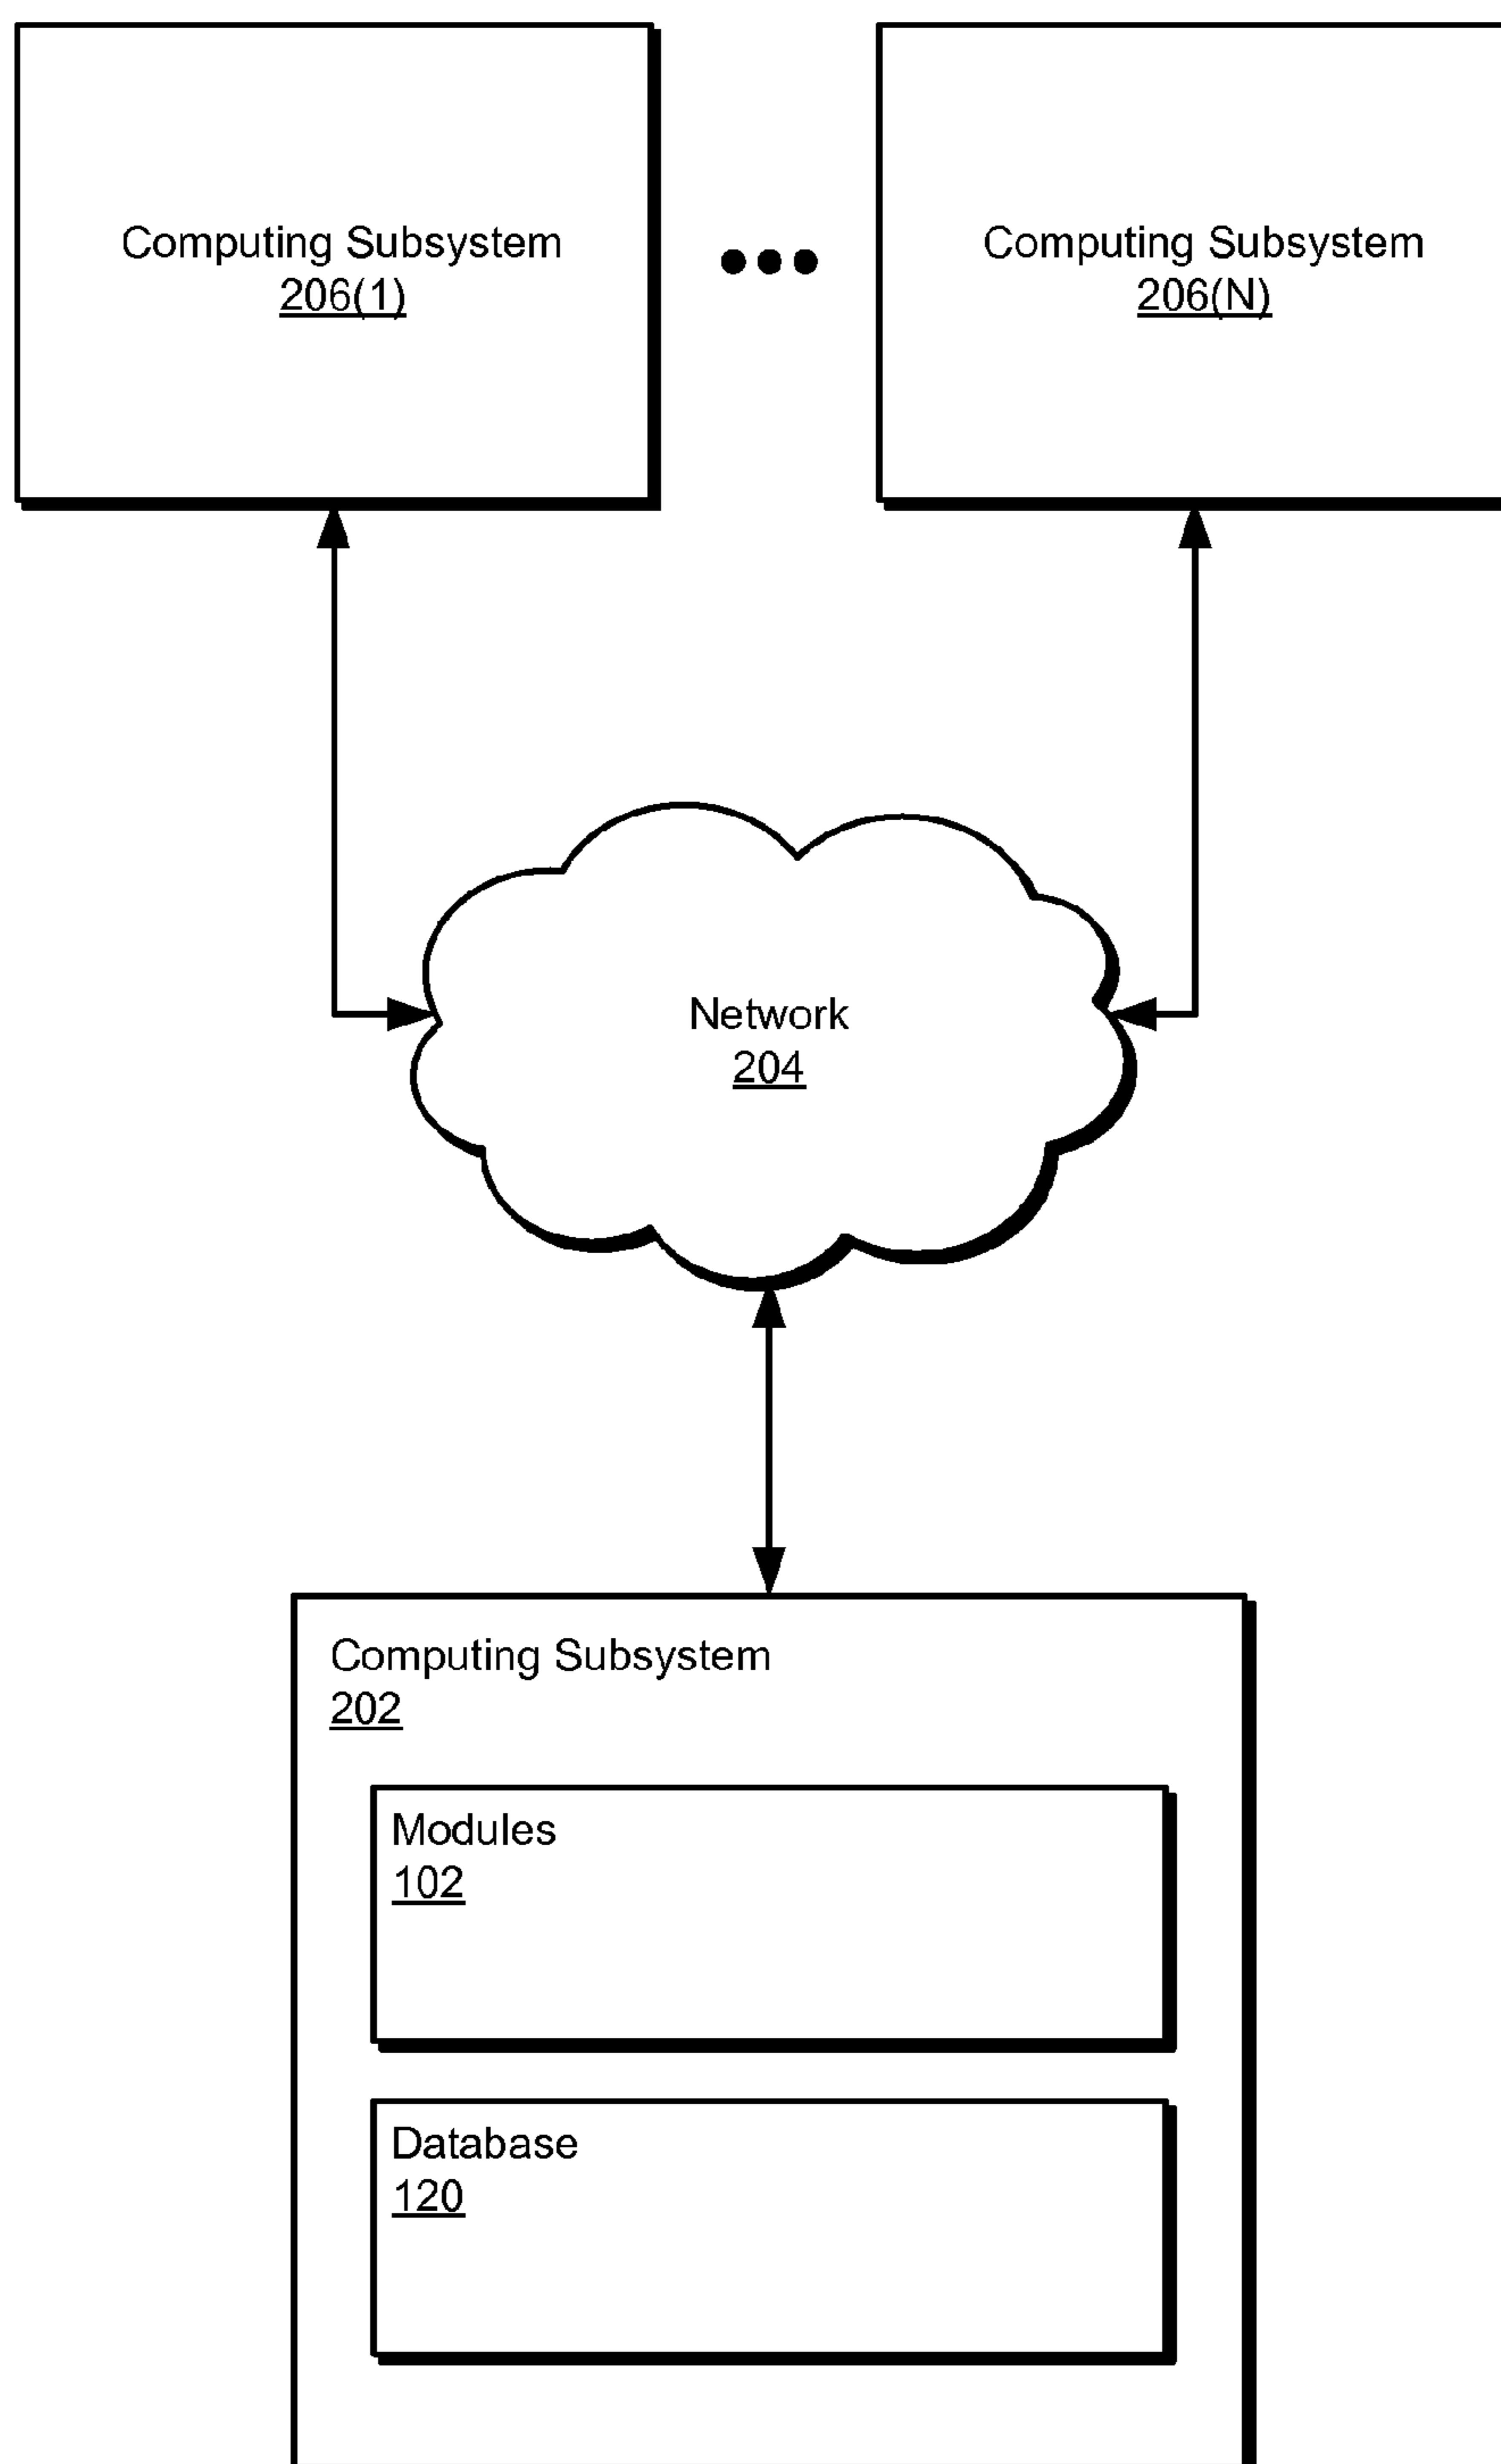 Computing Subsystem
206(1)
Computing Subsystem
206(N)
Network
204
Computing Subsystem
202
Modules
102
Database
120